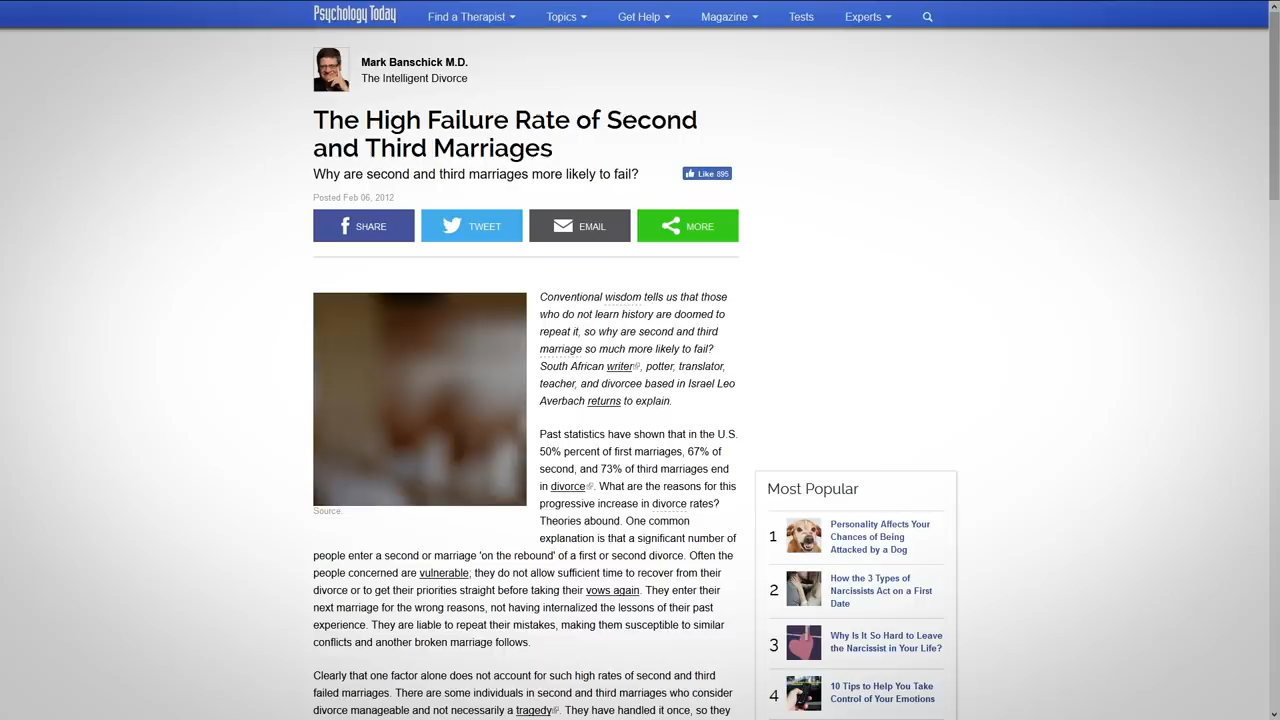 Psychology Today
Find a Therapist
Topics
Get Help
Magazine
Tests
Experts
Mark Banschick M.D.
The Intelligent Divorce
The High Failure Rate of Second
and Third Marriages
Why are second and third marriages more likely to fail?
Like 895
Posted Feb 06, 2012
SHARE
TWEET
EMAIL
MORE
Conventional wisdom tells us that those
who do not learn history are doomed to
repeat it, so why are second and third
marriage so much more likely to fail?
South African writer, potter, translator,
teacher, and divorcee based in Israel Leo
Averbach returns to explain.
Past statistics have shown that in the U.S.
50% percent of first marriages, 67% of
second, and 73% of third marriages end
in divorce. What are the reasons for this
progressive increase in divorce rates?
Source:
Theories abound. One common
explanation is that a significant number of
people enter a second or marriage 'on the rebound' of a first or second divorce. Often the
people concerned are vulnerable; they do not allow sufficient time to recover from their
divorce or to get their priorities straight before taking their vows again. They enter their
next marriage for the wrong reasons, not having internalized the lessons of their past
experience. They are liable to repeat their mistakes, making them susceptible to similar
conflicts and another broken marriage follows.
Clearly that one factor alone does not account for such high rates of second and third
failed marriages. There are some individuals in second and third marriages who consider
divorce manageable and not necessarily a tragedy. They have handled it once, so they
Most Popular
1
Personality Affects Your
Chances of Being
Attacked by a Dog
2
How the 3 Types of
Narcissists Act on a First
Date
3
Why Is It So Hard to Leave
the Narcissist in Your Life?
4
10 Tips to Help You Take
Control of Your Emotions